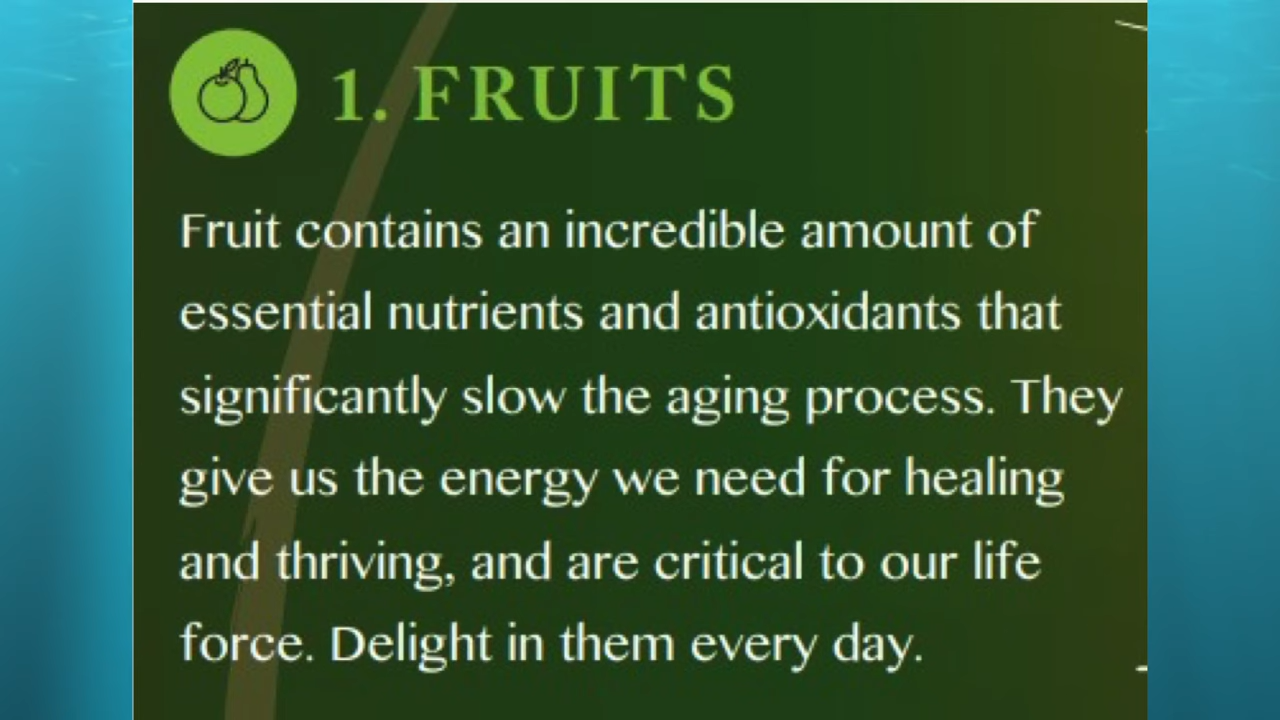 1. FRUITS
Fruit contains an incredible amount of
essential nutrients and antioxidants that
significantly slow the aging process. They
give us the energy we need for healing
and thriving, and are critical to our life
force. Delight in them every day.